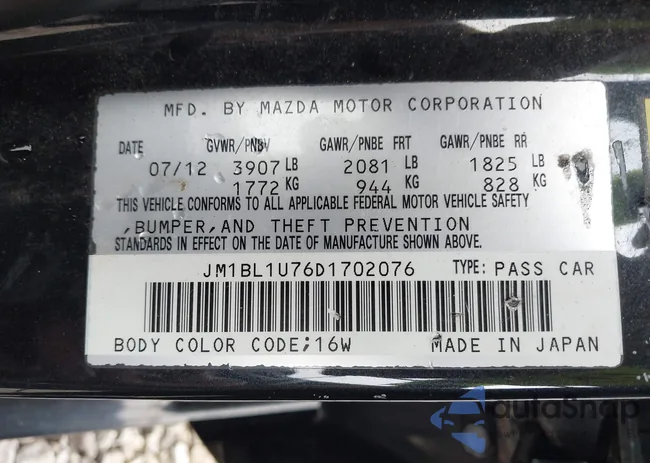 MFD. BY MAZDA MOTOR CORPORATION
DATE GVWR/PNBV GAWR/PNBE FRT GAWR/PNBE RR
07/12 3907 LB 2081 LB 1825 LB
1772 KG 944 KG 828 KG
THIS VEHICLE CONFORMS TO ALL APPLICABLE FEDERAL MOTOR VEHICLE SAFETY
,BUMPER,AND THEFT PREVENTION
STANDARDS IN EFFECT ON THE DATE OF MANUFACTURE SHOWN ABOVE.
JM1BL1U76D1702076 TYPE: PASS CAR
BODY COLOR CODE;16W MADE IN JAPAN
autoSnap